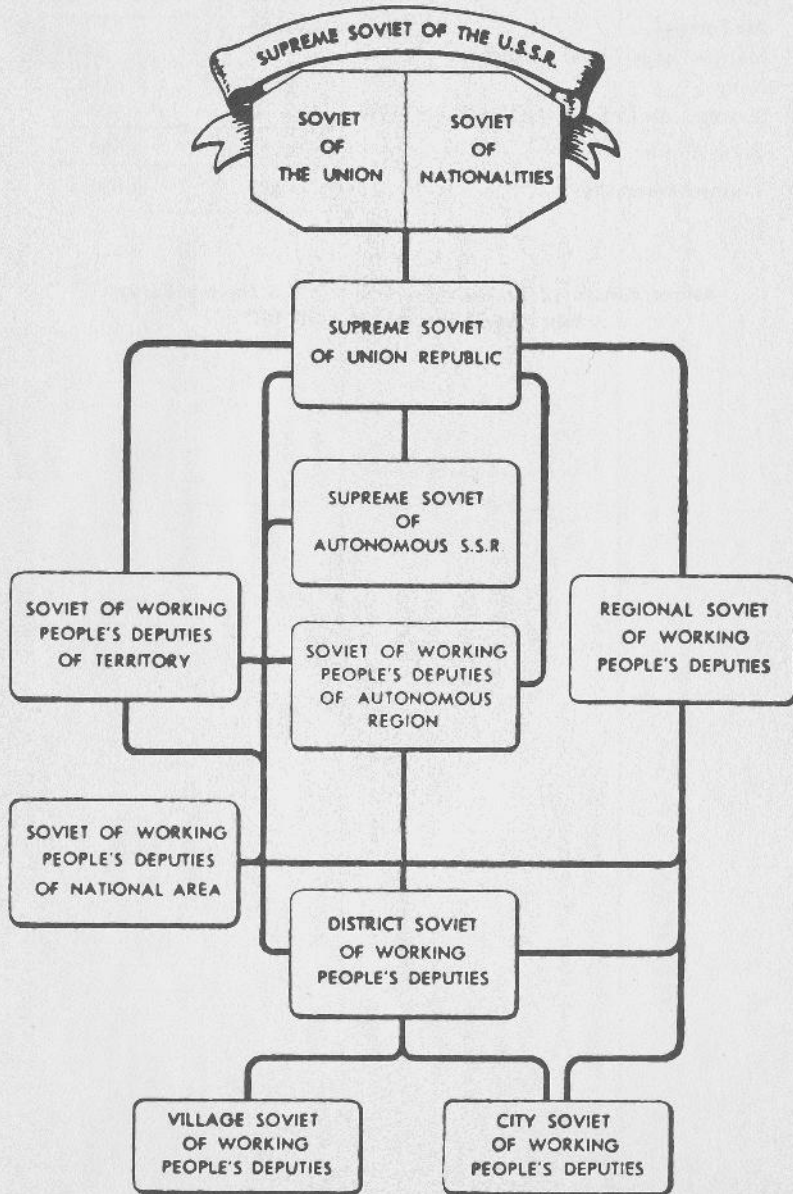 SUPREME SOVIET OF THE U.S.S.R.
SOVIET
OF
THE UNION
SOVIET
OF
NATIONALITIES
SUPREME SOVIET
OF UNION REPUBLIC
SUPREME SOVIET
OF
AUTONOMOUS S.S.R
SOVIET OF WORKING
PEOPLE'S DEPUTIES
OF TERRITORY
SOVIET OF WORKING
PEOPLE'S DEPUTIES
OF AUTONOMOUS
REGION
REGIONAL SOVIET
OF WORKING
PEOPLE'S DEPUTIES
SOVIET OF WORKING
PEOPLE'S DEPUTIES
OF NATIONAL AREA
DISTRICT SOVIET
OF WORKING
PEOPLE'S DEPUTIES
VILLAGE SOVIET
OF WORKING
PEOPLE'S DEPUTIES
CITY SOVIET
OF WORKING
PEOPLE'S DEPUTIES